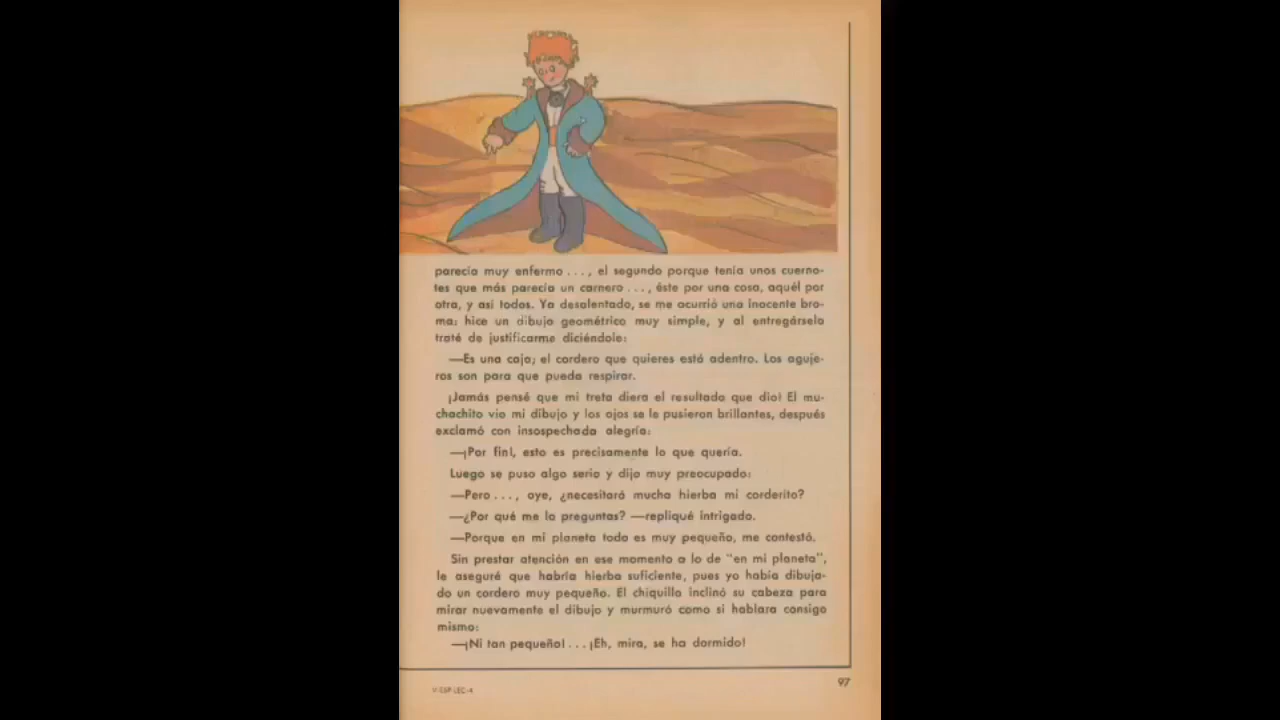 parecía muy enfermo . . . , el segundo porque tenía unos cuerno-
tes que más parecía un carnero . . . , éste por una cosa, aquél por
otra, y así todos. Ya desalentado, se me ocurrió una inocente bro-
ma: hice un dibujo geométrico muy simple, y al entregárselo
traté de justificarme diciéndole:
—Es una caja; el cordero que quieres está adentro. Los aguje-
ros son para que pueda respirar.
¡Jamás pensé que mi treta diera el resultado que dio! El mu-
chachito vio mi dibujo y los ojos se le pusieron brillantes, después
exclamó con insospechada alegría:
—¡Por fin!, esto es precisamente lo que quería.
Luego se puso algo serio y dijo muy preocupado:
—Pero . . . , oye, ¿necesitará mucha hierba mi corderito?
—¿Por qué me lo preguntas? —repliqué intrigado.
—Porque en mi planeta todo es muy pequeño, me contestó.
Sin prestar atención en ese momento a lo de "en mi planeta",
le aseguré que habría hierba suficiente, pues yo había dibuja-
do un cordero muy pequeño. El chiquillo inclinó su cabeza para
mirar nuevamente el dibujo y murmuró como si hablara consigo
mismo:
—¡Ni tan pequeño! . . . ¡Eh, mira, se ha dormido!
97
V-ESP LEC-4